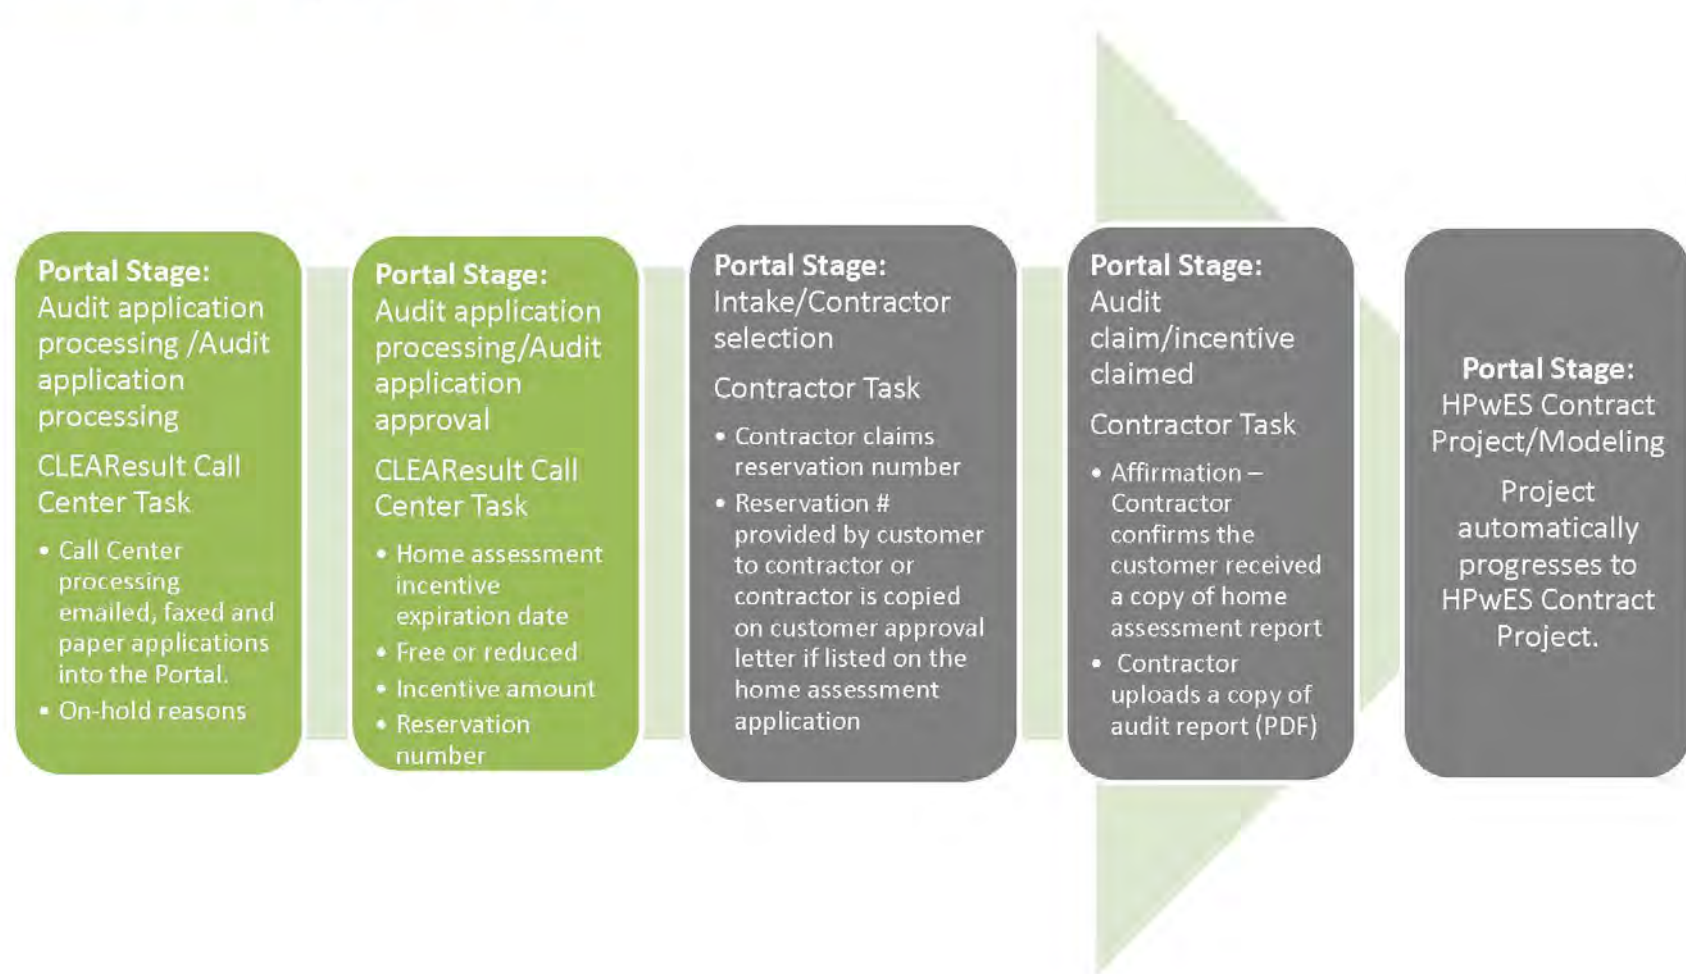 Portal Stage:
Audit application
processing /Audit
application
processing
CLEAResult Call
Center Task
• Call Center
processing
emailed, faxed and
paper applications
into the Portal.
• On-hold reasons
Portal Stage:
Audit application
processing/Audit
application
approval
CLEAResult Call
Center Task
• Home assessment
incentive
expiration date
• Free or reduced
• Incentive amount
• Reservation
number
Portal Stage:
Intake/Contractor
selection
Contractor Task
• Contractor claims
reservation number
• Reservation #
provided by customer
to contractor or
contractor is copied
on customer approval
letter if listed on the
home assessment
application
Portal Stage:
Audit
claim/incentive
claimed
Contractor Task
• Affirmation –
Contractor
confirms the
customer received
a copy of home
assessment report
• Contractor
uploads a copy of
audit report (PDF)
Portal Stage:
HPwES Contract
Project/Modeling
Project
automatically
progresses to
HPwES Contract
Project.